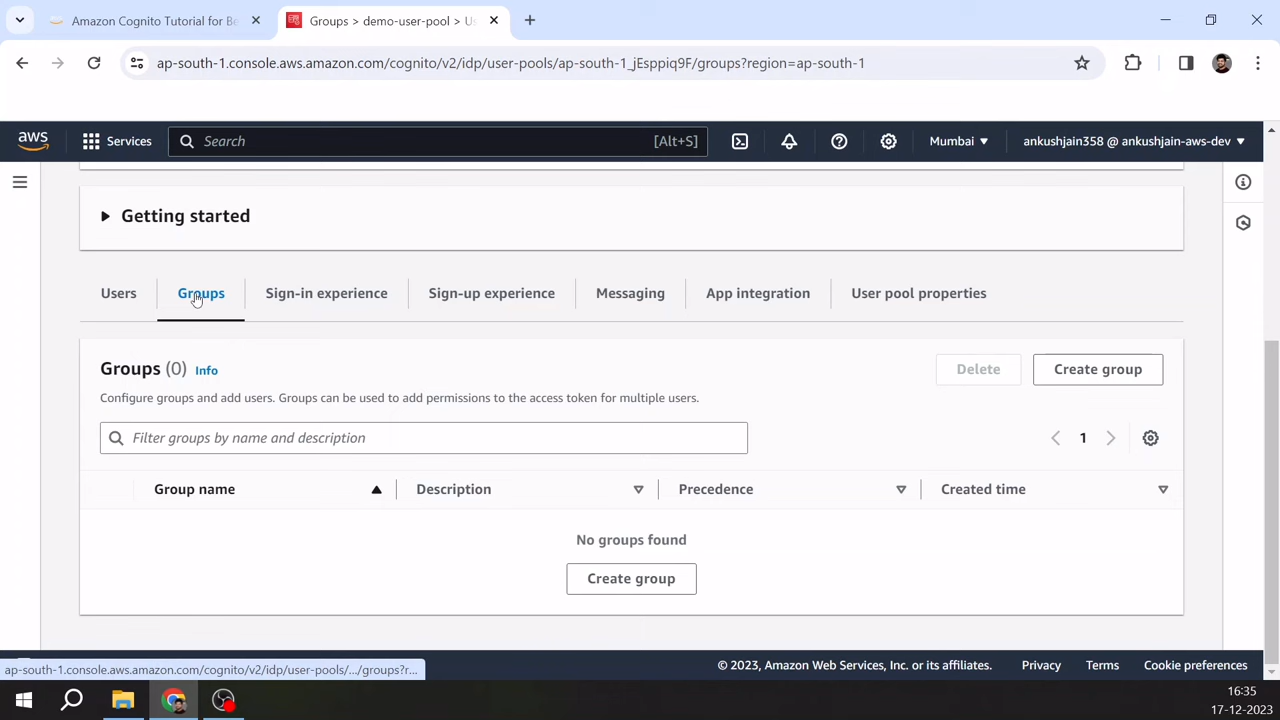 Amazon Cognito Tutorial for Be
Groups > demo-user-pool > Us
ap-south-1.console.aws.amazon.com/cognito/v2/idp/user-pools/ap-south-1_jEsppiq9F/groups?region=ap-south-1
aws
Services
Search
[Alt+S]
Mumbai
ankushjain358 @ ankushjain-aws-dev
Getting started
Users
Groups
Sign-in experience
Sign-up experience
Messaging
App integration
User pool properties
Groups (0) Info
Delete
Create group
Configure groups and add users. Groups can be used to add permissions to the access token for multiple users.
Filter groups by name and description
1
Group name
Description
Precedence
Created time
No groups found
Create group
ap-south-1.console.aws.amazon.com/cognito/v2/idp/user-pools/.../groups?r...
© 2023, Amazon Web Services, Inc. or its affiliates.
Privacy
Terms
Cookie preferences
16:35
17-12-2023